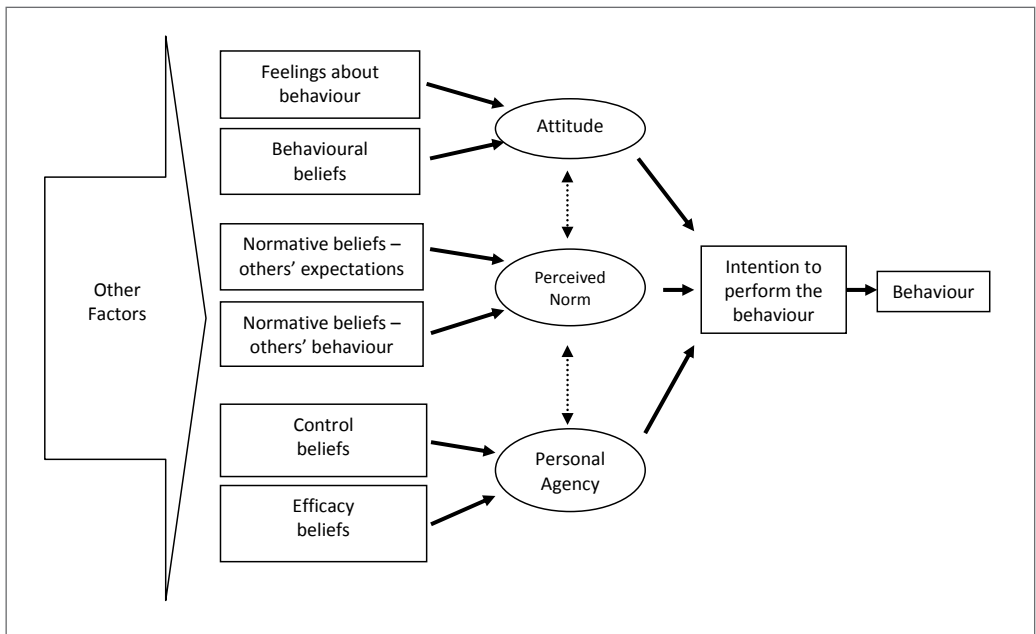 Other
Factors
Feelings about
behaviour
Behavioural
beliefs
Normative beliefs –
others’ expectations
Normative beliefs –
others’ behaviour
Control
beliefs
Efficacy
beliefs
Attitude
Perceived
Norm
Personal
Agency
Intention to
perform the
behaviour
Behaviour